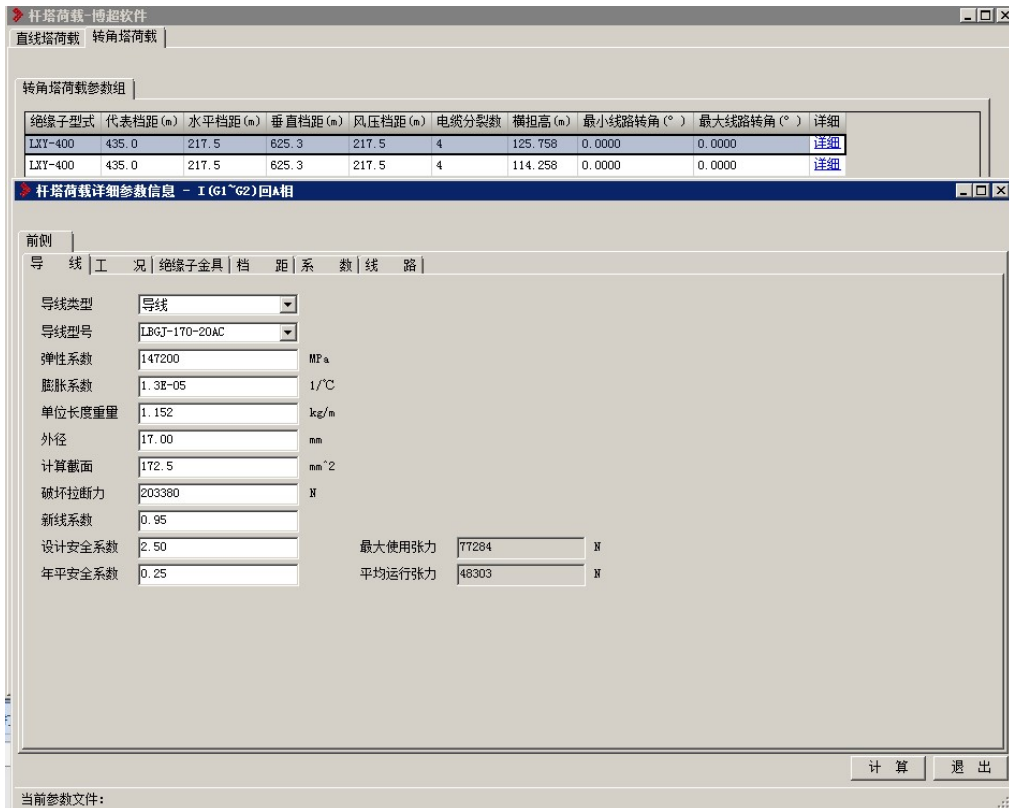 杆塔荷载-博超软件
直线塔荷载 转角塔荷载
转角塔荷载参数组
绝缘子型式 代表档距(m) 水平档距(m) 垂直档距(m) 风压档距(m) 电缆分裂数 横担高(m) 最小线路转角(° ) 最大线路转角(° ) 详细
LXY-400 435.0 217.5 625.3 217.5 4 125.758 0.0000 0.0000 详细
LXY-400 435.0 217.5 625.3 217.5 4 114.258 0.0000 0.0000 详细
杆塔荷载详细参数信息 - I(G1~G2)回A相
前侧
导 线 工 况 绝缘子金具 档 距 系 数 线 路
导线类型 导线
导线型号 LBGJ-170-20AC
弹性系数 147200 MPa
膨胀系数 1.3E-05 1/℃
单位长度重量 1.152 kg/m
外径 17.00 mm
计算截面 172.5 mm^2
破坏拉断力 203380 N
新线系数 0.95
设计安全系数 2.50 最大使用张力 77284 N
年平安全系数 0.25 平均运行张力 48303 N
计 算 退 出
当前参数文件: